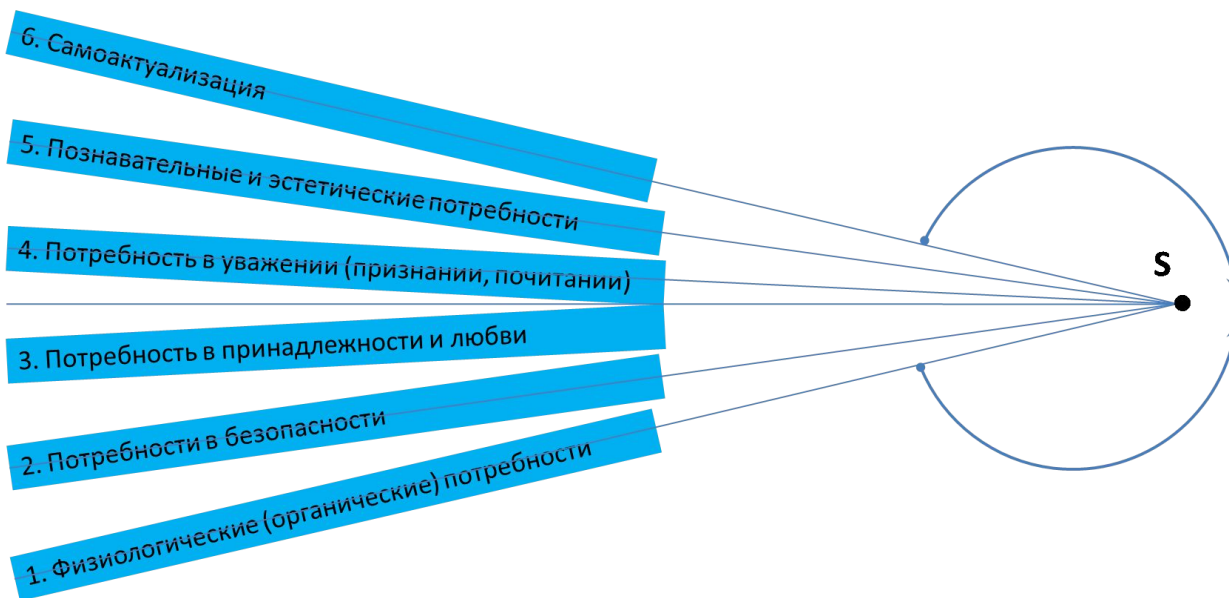 6. Самоактуализация
5. Познавательные и эстетические потребности
4. Потребность в уважении (признании, почитании)
S
3. Потребность в принадлежности и любви
2. Потребности в безопасности
1. Физиологические (органические) потребности